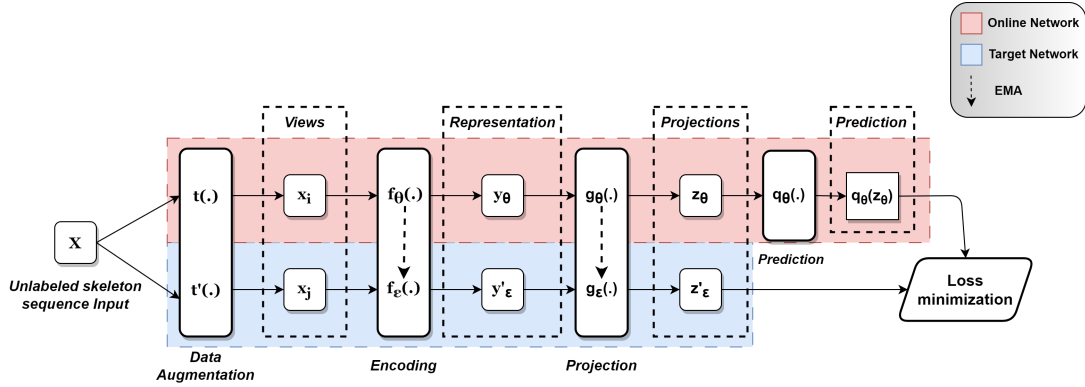 Online Network
Target Network
EMA
Views
Representation
Projections
Prediction
t(.)
x_i
f_θ(.)
y_θ
g_θ(.)
z_θ
q_θ(.)
q_θ(z_θ)
X
Prediction
Unlabeled skeleton
sequence Input
t'(.)
x_j
f_ε(.)
y'_ε
g_ε(.)
z'_ε
Loss
minimization
Data
Augmentation
Encoding
Projection